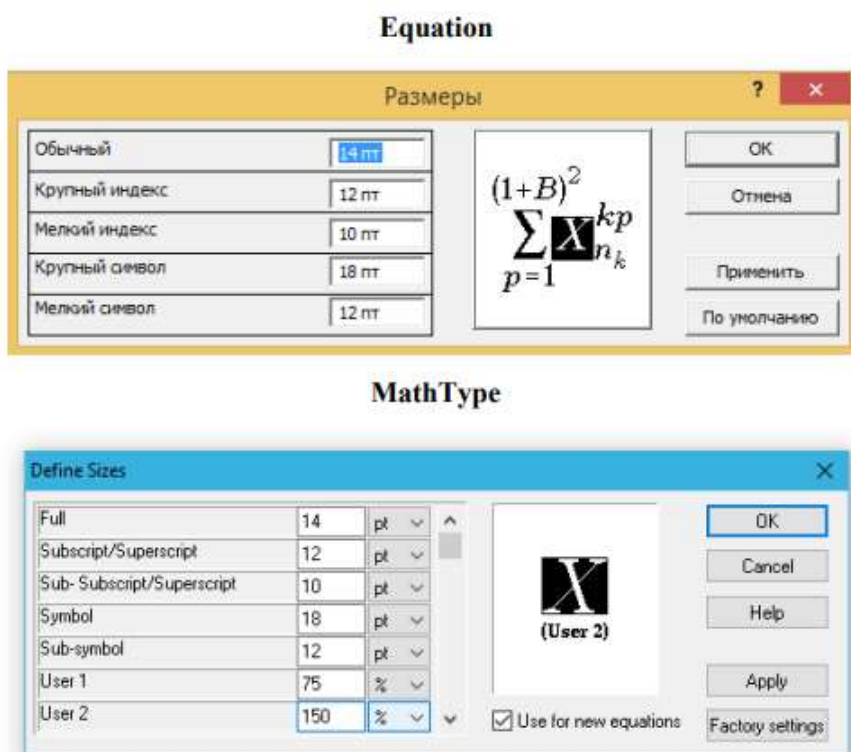 Equation
Размеры ? ×
Обычный 14 пт
Крупный индекс 12 пт
Мелкий индекс 10 пт
Крупный символ 18 пт
Мелкий символ 12 пт
(1+B)²
∑ X kp nₖ
p=1
OK
Отмена
Применить
По умолчанию
MathType
Define Sizes ×
Full 14 pt
Subscript/Superscript 12 pt
Sub- Subscript/Superscript 10 pt
Symbol 18 pt
Sub-symbol 12 pt
User 1 75 %
User 2 150 %
X
(User 2)
Use for new equations
OK
Cancel
Help
Apply
Factory settings